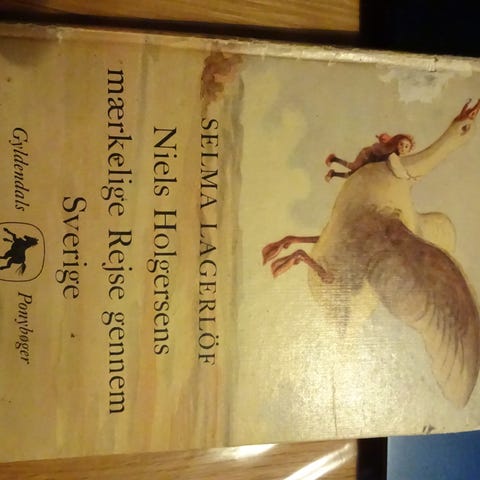 SELMA LAGERLÖF
Niels Holgersens
mærkelige Rejse gennem
Sverige
Gyldendals Ponybøger